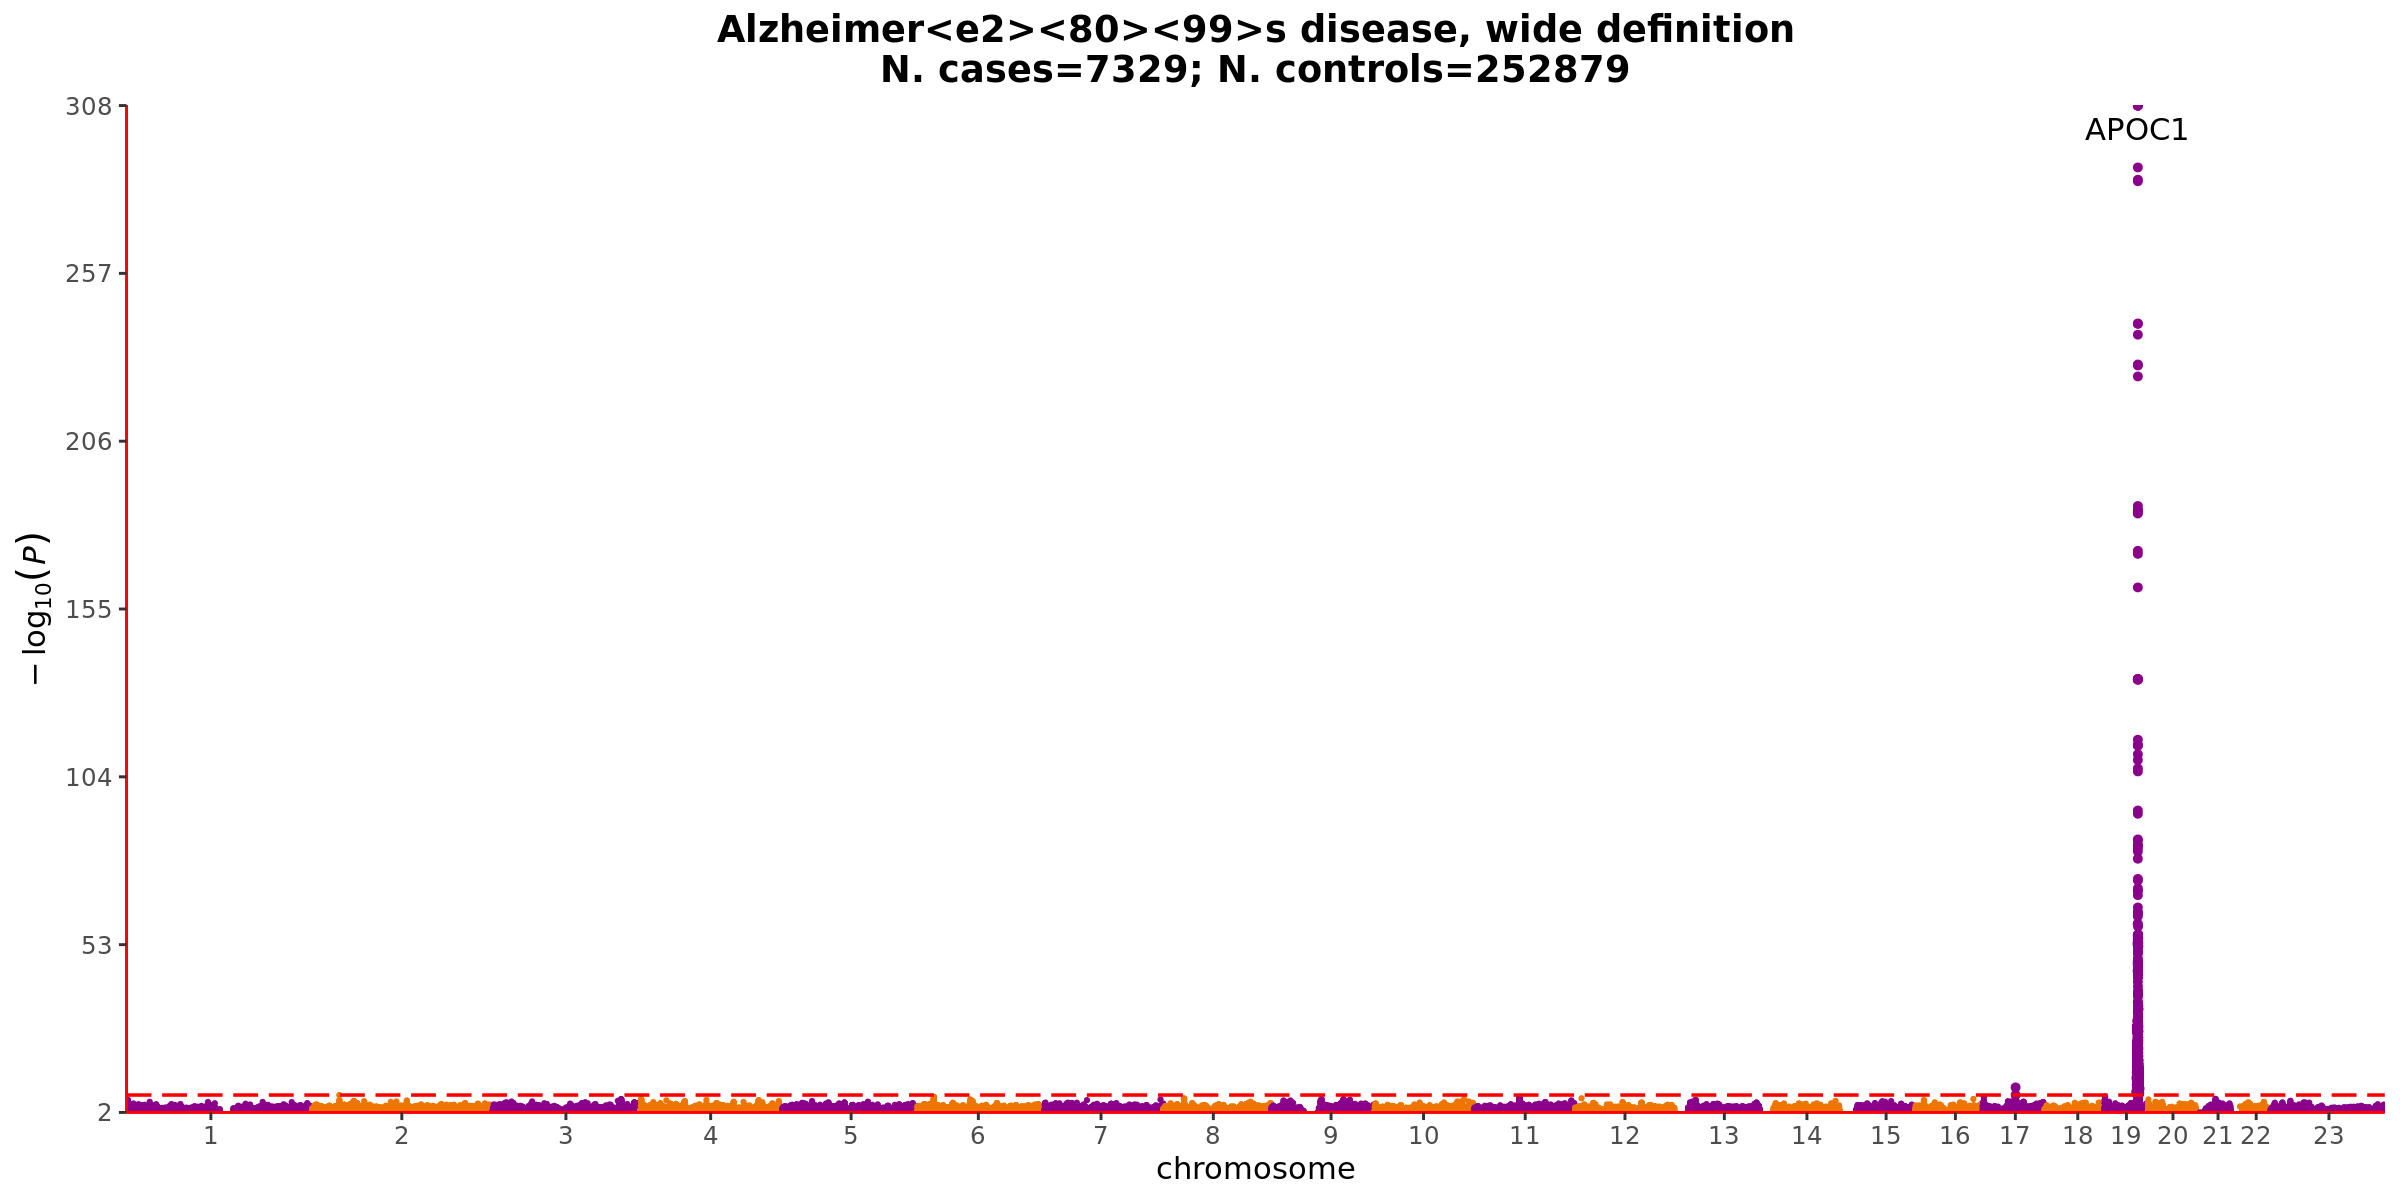 Alzheimer<e2><80><99>s disease, wide definition
N. cases=7329; N. controls=252879
308
APOC1
257
206
155
104
53
2
−log10(P)
1 2 3 4 5 6 7 8 9 10 11 12 13 14 15 16 17 18 19 20 21 22 23
chromosome